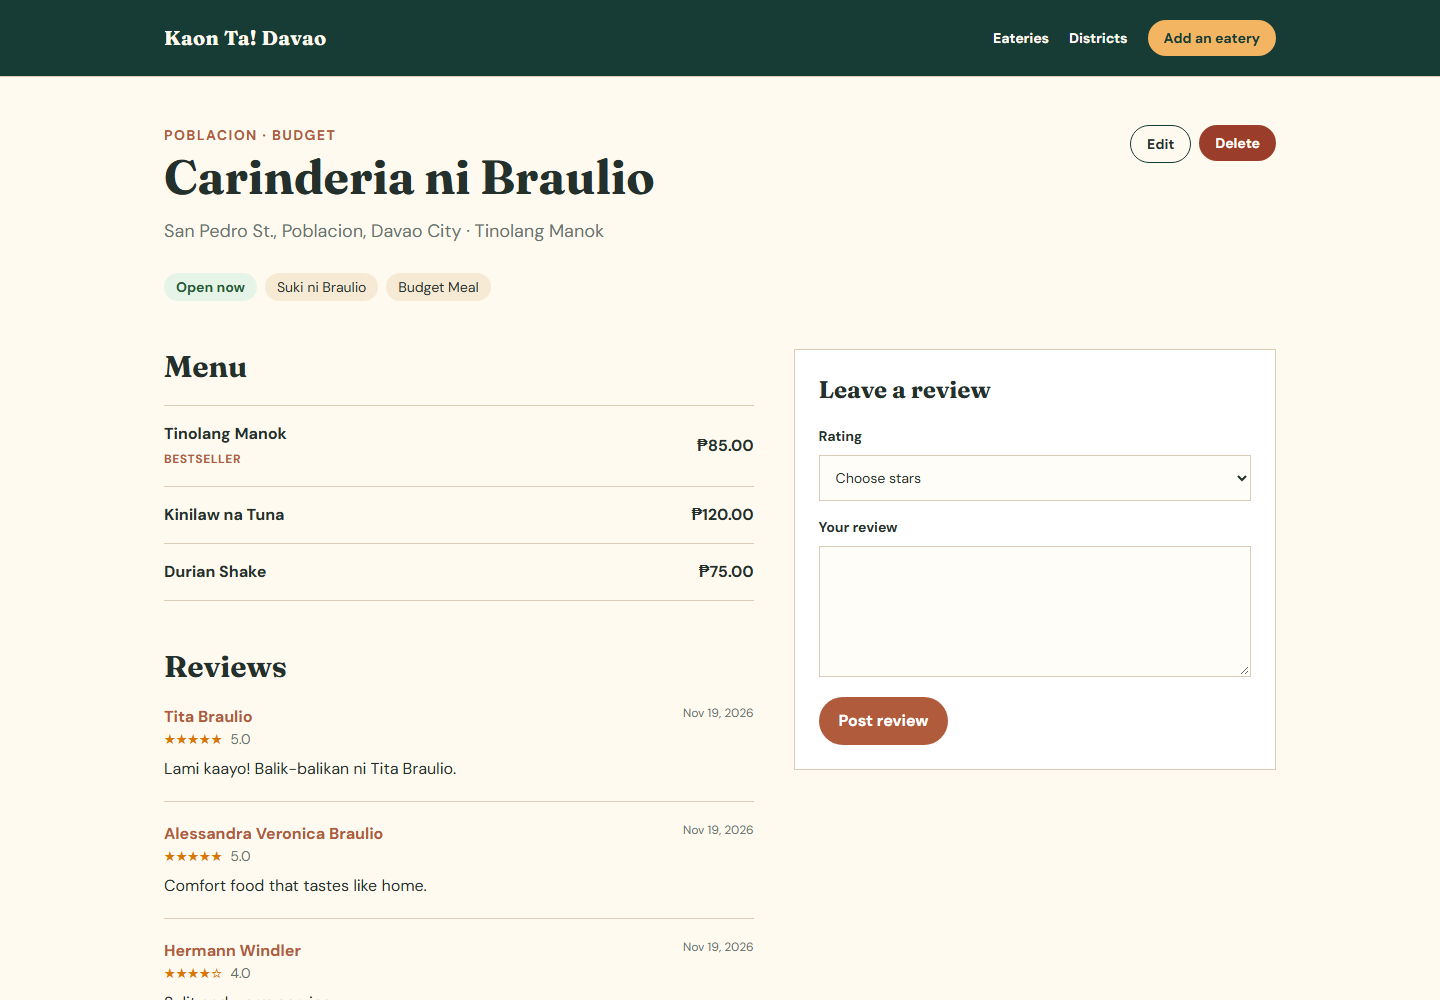 Kaon Ta! Davao
Eateries
Districts
Add an eatery
POBLACION · BUDGET
Carinderia ni Braulio
San Pedro St., Poblacion, Davao City · Tinolang Manok
Edit
Delete
Open now
Suki ni Braulio
Budget Meal
Menu
Tinolang Manok
BESTSELLER
₱85.00
Kinilaw na Tuna
₱120.00
Durian Shake
₱75.00
Reviews
Tita Braulio
Nov 19, 2026
★★★★★ 5.0
Lami kaayo! Balik-balikan ni Tita Braulio.
Alessandra Veronica Braulio
Nov 19, 2026
★★★★★ 5.0
Comfort food that tastes like home.
Hermann Windler
Nov 19, 2026
★★★★☆ 4.0
Leave a review
Rating
Choose stars
Your review
Post review